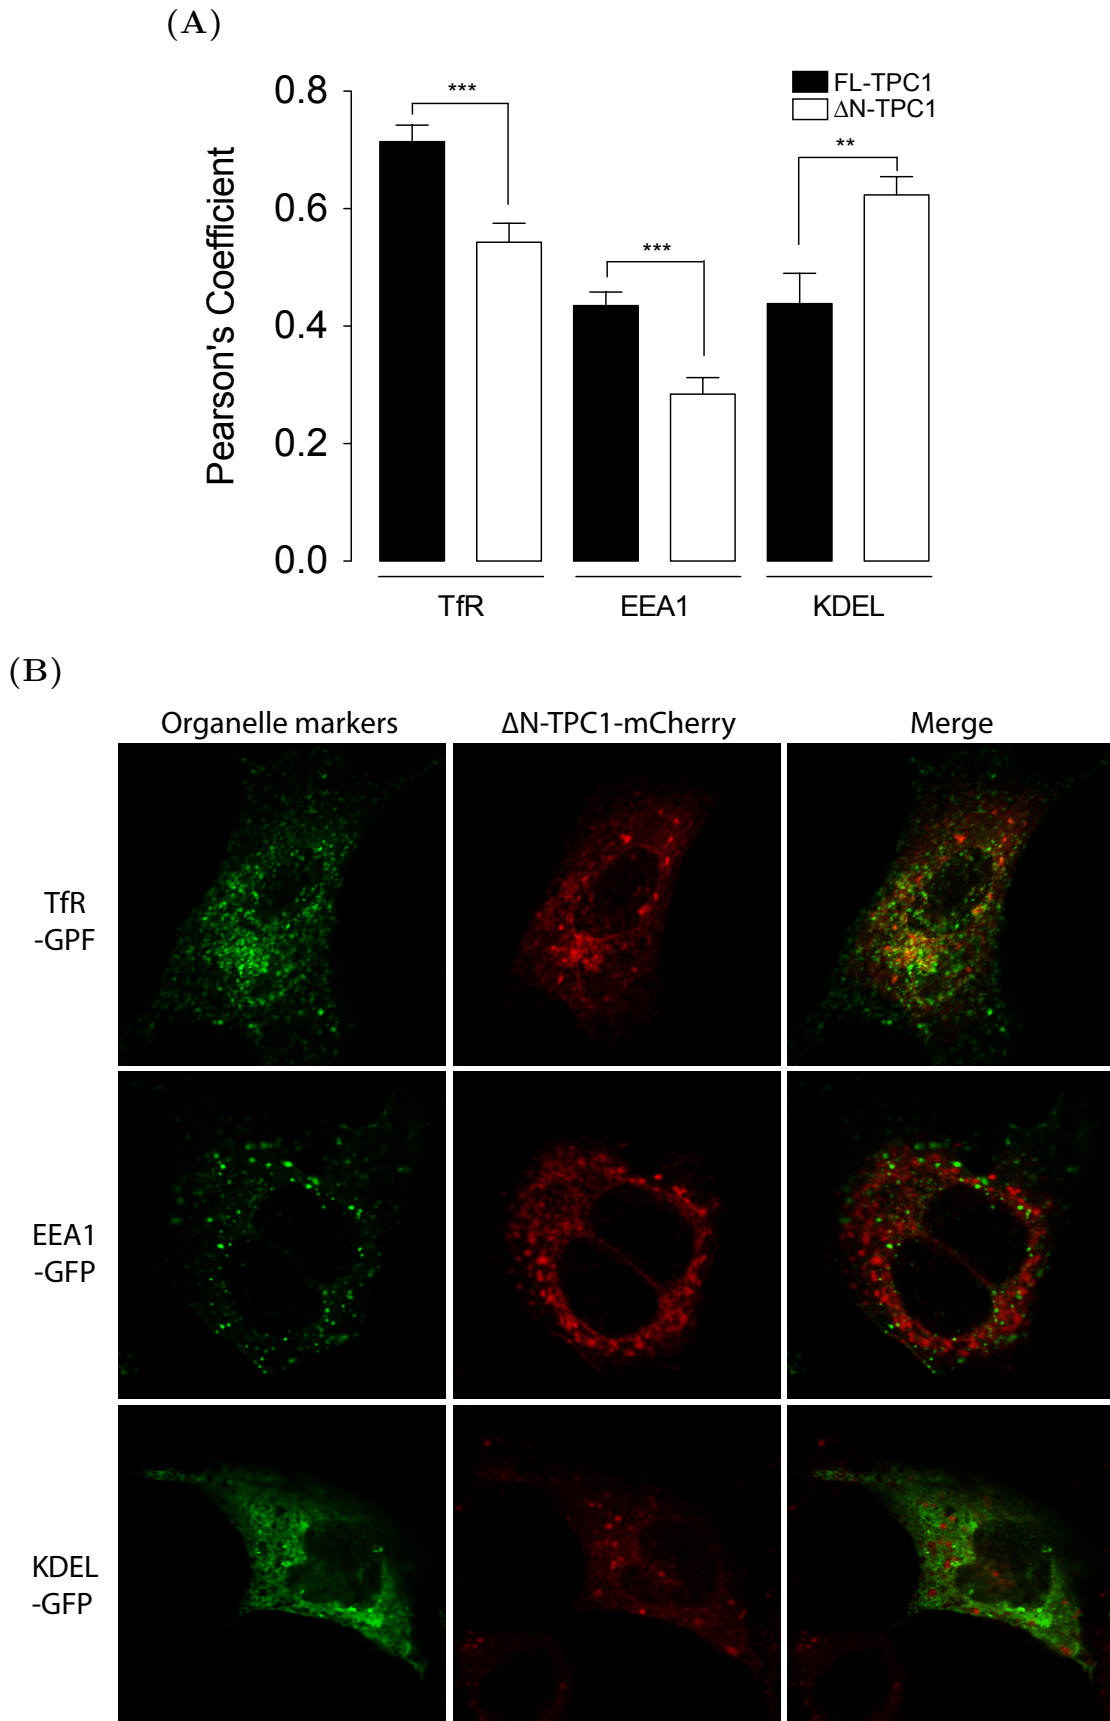 (A)
FL-TPC1
ΔN-TPC1
Pearson's Coefficient
0.8
0.6
0.4
0.2
0.0
***
***
**
TfR EEA1 KDEL
(B)
Organelle markers ΔN-TPC1-mCherry Merge
TfR
-GPF
EEA1
-GFP
KDEL
-GFP